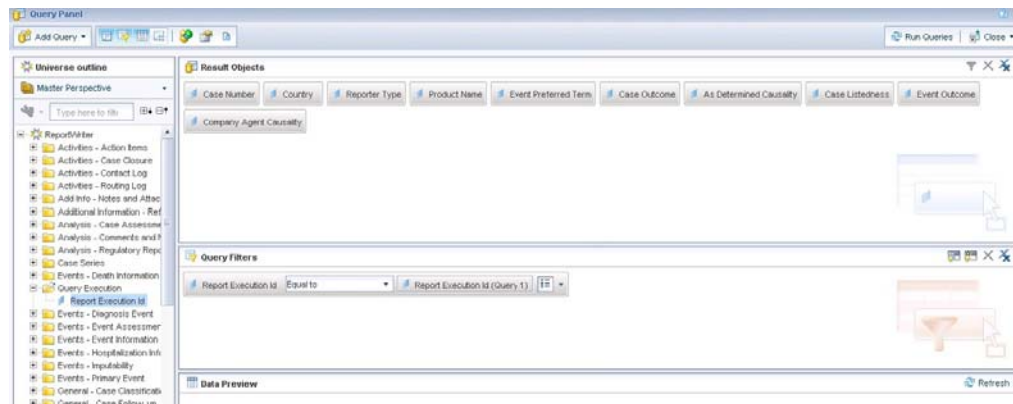 Query Panel
Add Query
Run Queries
Close
Universe outline
Master Perspective
Type here to filt
ReportWriter
Activities - Action Items
Activities - Case Closure
Activities - Contact Log
Activities - Routing Log
Add Info - Notes and Attac
Additional Information - Ref
Analysis - Case Assessme
Analysis - Comments and N
Analysis - Regulatory Repo
Case Series
Events - Death Information
Query Execution
Report Execution Id
Events - Diagnosis Event
Events - Event Assessmer
Events - Event Information
Events - Hospitalization Info
Events - Imputability
Events - Primary Event
General - Case Classificati
General - Case Follow-up
Result Objects
Case Number Country Reporter Type Product Name Event Preferred Term Case Outcome As Determined Causality Case Listedness Event Outcome
Company Agent Causality
Query Filters
Report Execution Id Equal to Report Execution Id (Query 1)
Data Preview
Refresh